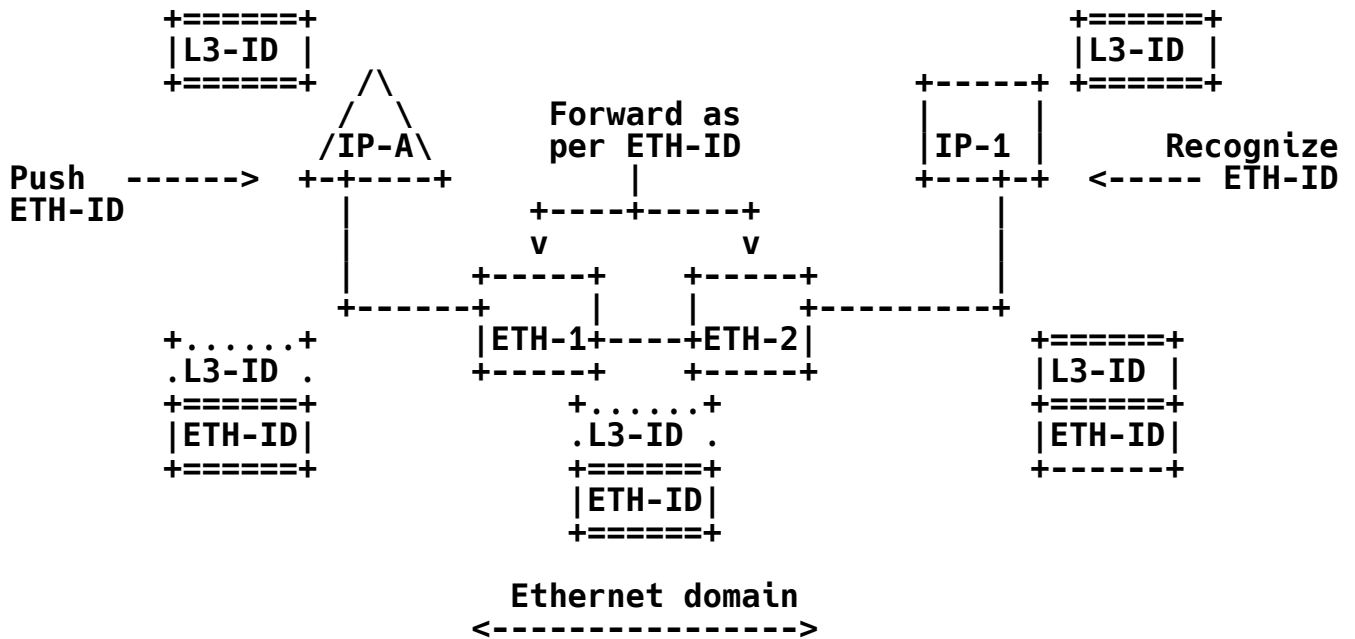 +======+                                       +======+
|L3-ID |                                       |L3-ID |
+======+  /\                           +-----+ +======+
         /  \       Forward as         |     |
        /IP-A\      per ETH-ID         |IP-1 |      Recognize
Push  ------>  +-+----+         |              +---+-+  <----- ETH-ID
ETH-ID           |         +----+-----+            |
                 |         v          v            |
                 |      +-----+    +-----+         |
                 +------+     |    |     +---------+
        +......+        |ETH-1+----+ETH-2|           +======+
        .L3-ID .        +-----+    +-----+           |L3-ID |
        +======+             +......+                +======+
        |ETH-ID|             .L3-ID .                |ETH-ID|
        +======+             +======+                +------+
                             |ETH-ID|
                             +======+
                          Ethernet domain
                        <---------------->